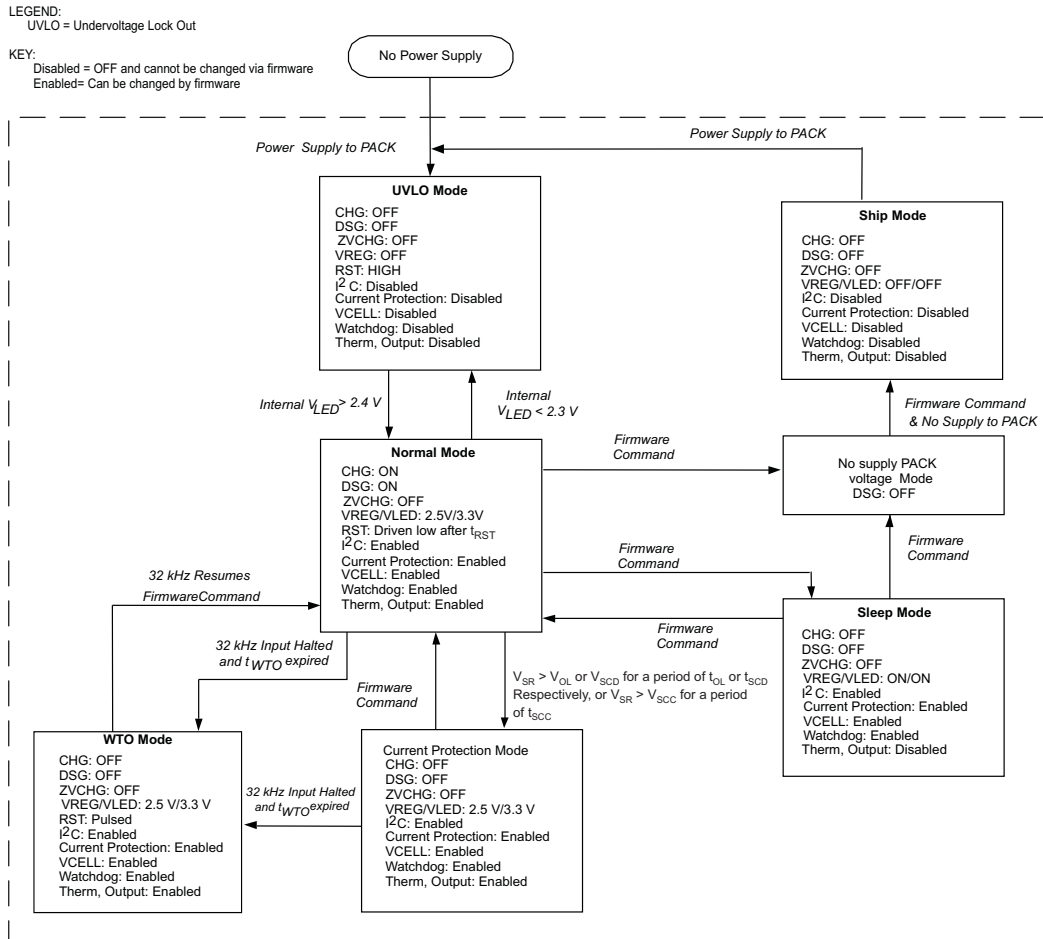 LEGEND:
UVLO = Undervoltage Lock Out
KEY:
Disabled = OFF and cannot be changed via firmware
Enabled= Can be changed by firmware
No Power Supply
Power Supply to PACK
Power Supply to PACK
UVLO Mode
CHG: OFF
DSG: OFF
ZVCHG: OFF
VREG: OFF
RST: HIGH
I2 C: Disabled
Current Protection: Disabled
VCELL: Disabled
Watchdog: Disabled
Therm, Output: Disabled
Ship Mode
CHG: OFF
DSG: OFF
ZVCHG: OFF
VREG/VLED: OFF/OFF
I2C: Disabled
Current Protection: Disabled
VCELL: Disabled
Watchdog: Disabled
Therm, Output: Disabled
Internal VLED> 2.4 V
Internal
VLED < 2.3 V
Firmware Command
& No Supply to PACK
Normal Mode
CHG: ON
DSG: ON
ZVCHG: OFF
VREG/VLED: 2.5V/3.3V
RST: Driven low after tRST
I2C: Enabled
Current Protection: Enabled
VCELL: Enabled
Watchdog: Enabled
Therm, Output: Enabled
Firmware
Command
No supply PACK
voltage Mode
DSG: OFF
Firmware
Command
Firmware
Command
32 kHz Resumes
FirmwareCommand
Firmware
Command
Sleep Mode
CHG: OFF
DSG: OFF
ZVCHG: OFF
VREG/VLED: ON/ON
I2C: Enabled
Current Protection: Enabled
VCELL: Enabled
Watchdog: Enabled
Therm, Output: Disabled
32 kHz Input Halted
and tWTO expired
Firmware
Command
VSR > VOL or VSCD for a period of tOL or tSCD
Respectively, or VSR > VSCC for a period
of tSCC
WTO Mode
CHG: OFF
DSG: OFF
ZVCHG: OFF
VREG/VLED: 2.5 V/3.3 V
RST: Pulsed
I2C: Enabled
Current Protection: Enabled
VCELL: Enabled
Watchdog: Enabled
Therm, Output: Enabled
32 kHz Input Halted
and tWTO expired
Current Protection Mode
CHG: OFF
DSG: OFF
ZVCHG: OFF
VREG/VLED: 2.5 V/3.3 V
I2C: Enabled
Current Protection: Enabled
VCELL: Enabled
Watchdog: Enabled
Therm, Output: Enabled